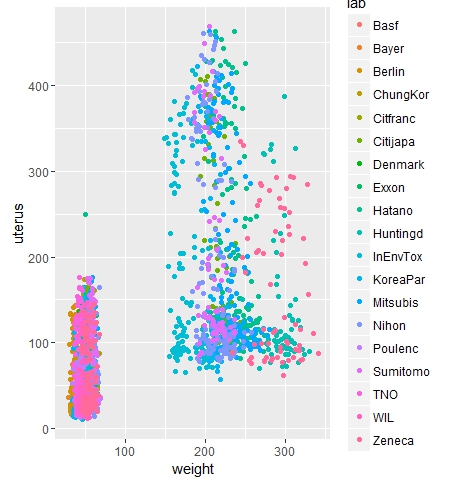 lab
Basf
Bayer
Berlin
ChungKor
Citfranc
Citijapa
Denmark
Exxon
Hatano
Huntingd
InEnvTox
KoreaPar
Mitsubis
Nihon
Poulenc
Sumitomo
TNO
WIL
Zeneca
uterus
400
300
200
100
0
100 200 300
weight